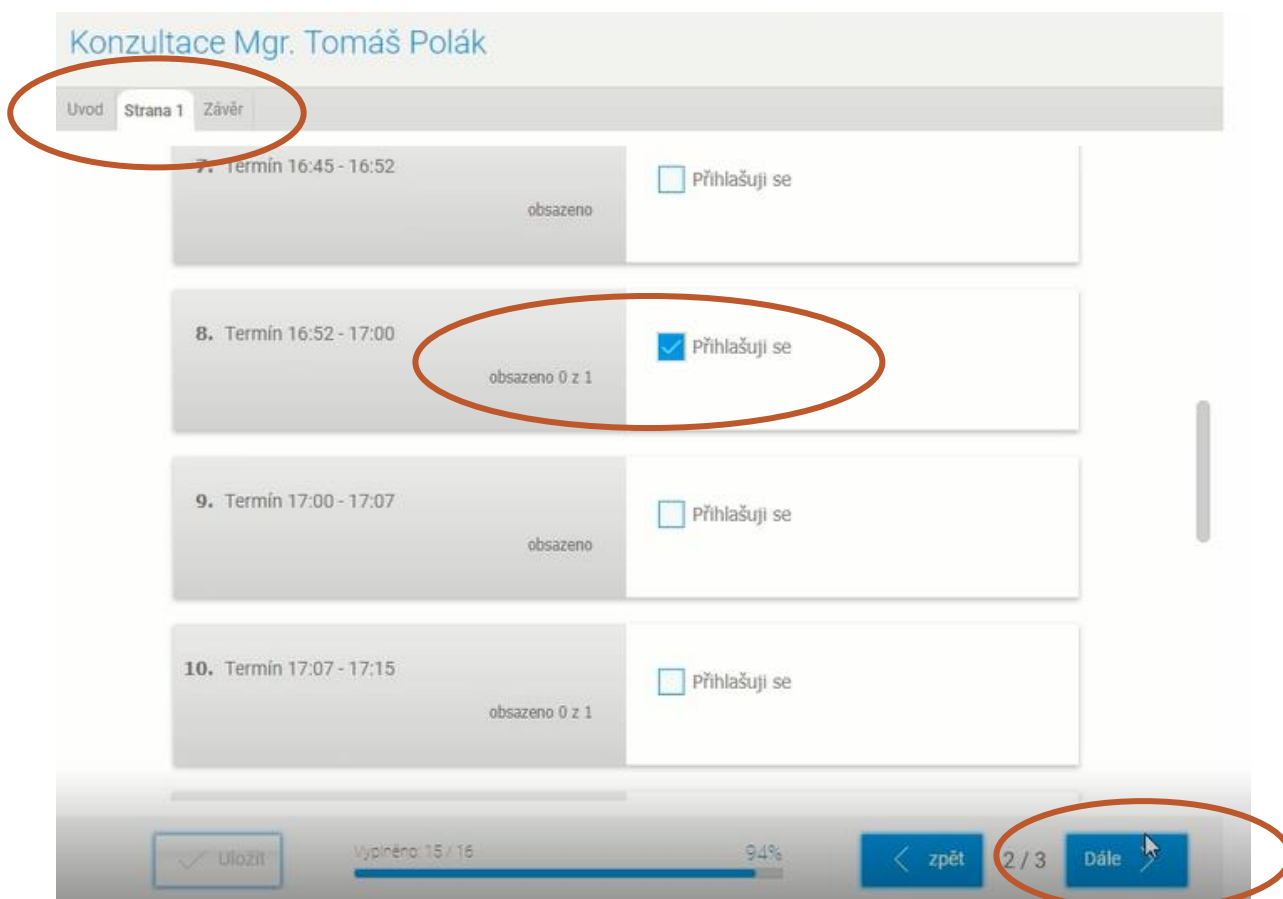 Konzultace Mgr. Tomáš Polák
Uvod Strana 1 Závěr
7. Termín 16:45 - 16:52
Přihlašuji se
obsazeno
8. Termín 16:52 - 17:00
Přihlašuji se
obsazeno 0 z 1
9. Termín 17:00 - 17:07
Přihlašuji se
obsazeno
10. Termín 17:07 - 17:15
Přihlašuji se
obsazeno 0 z 1
Uložit Vyplněno: 15 / 16 94% zpět 2 / 3 Dále